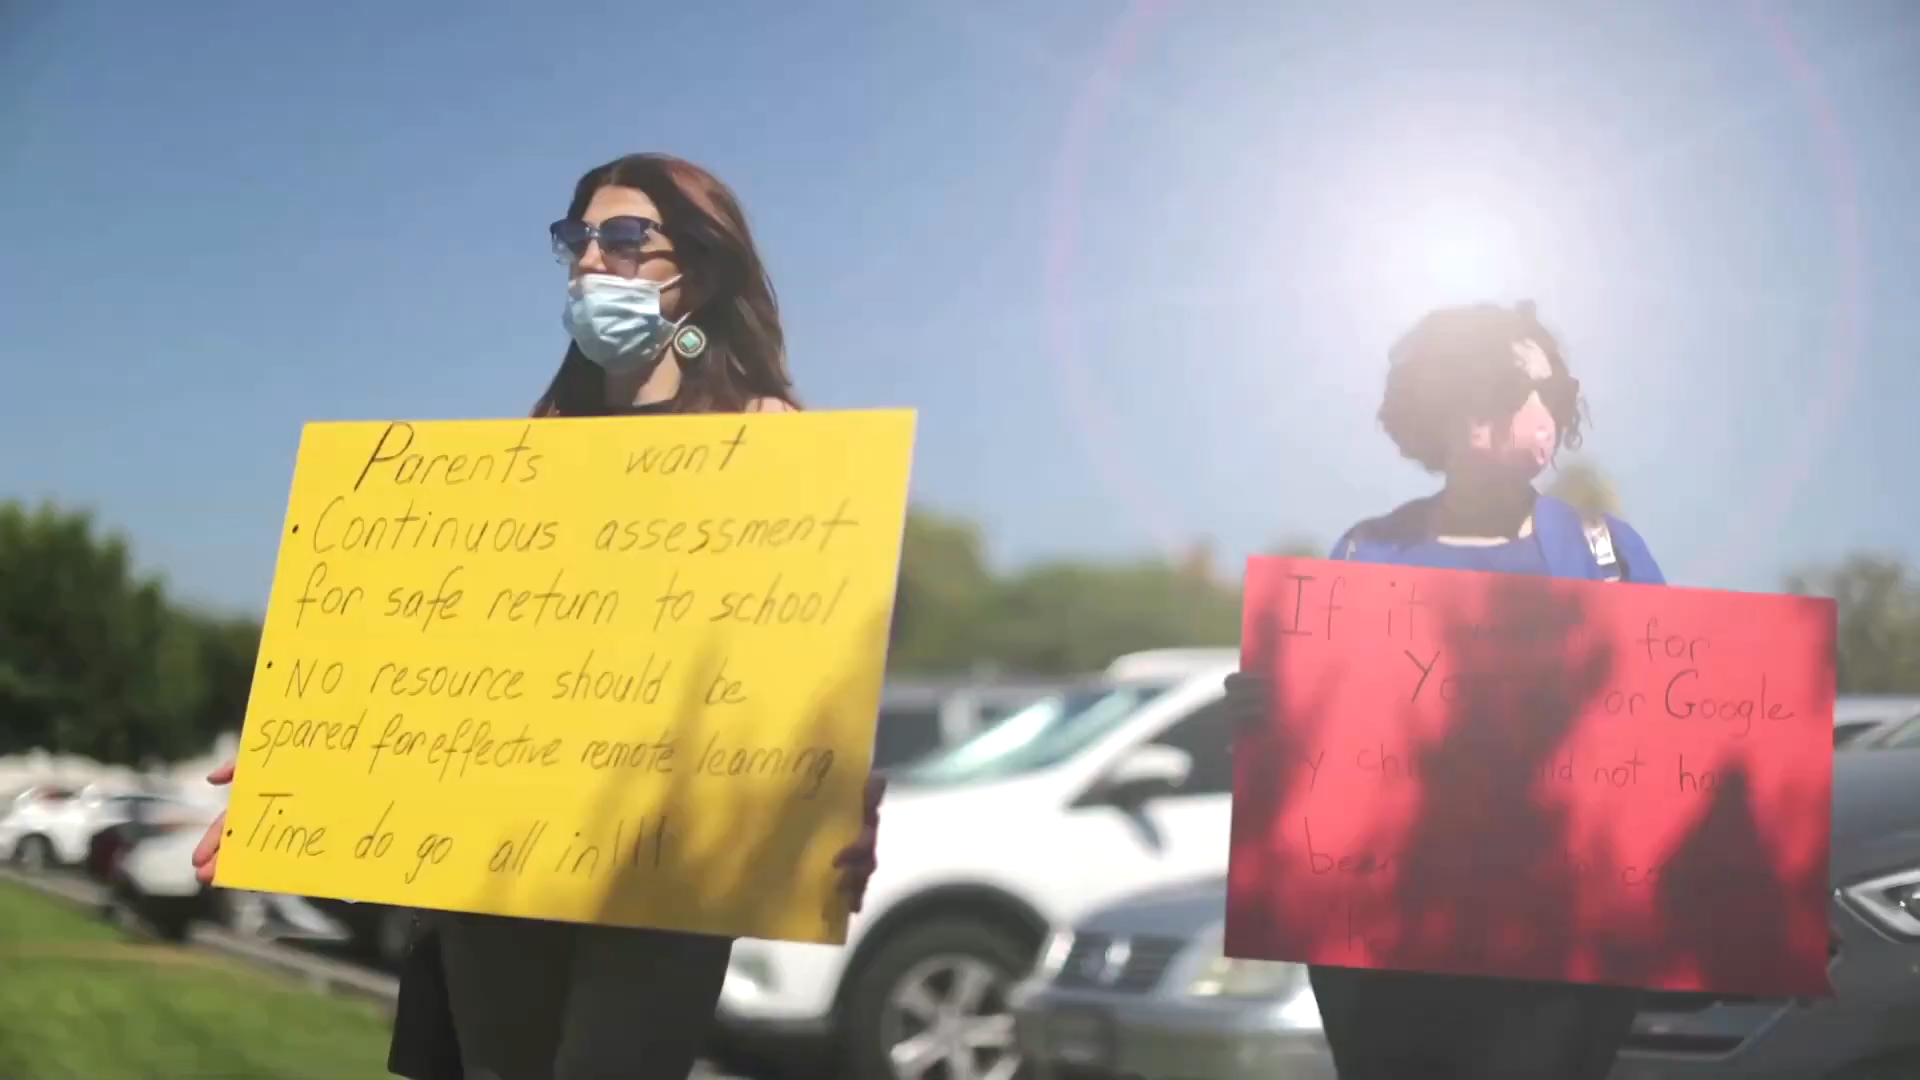 Parents want
• Continuous assessment
for safe return to school
• No resource should be
spared for effective remote learning
• Time do go all in!!!
If it for
or Google
not